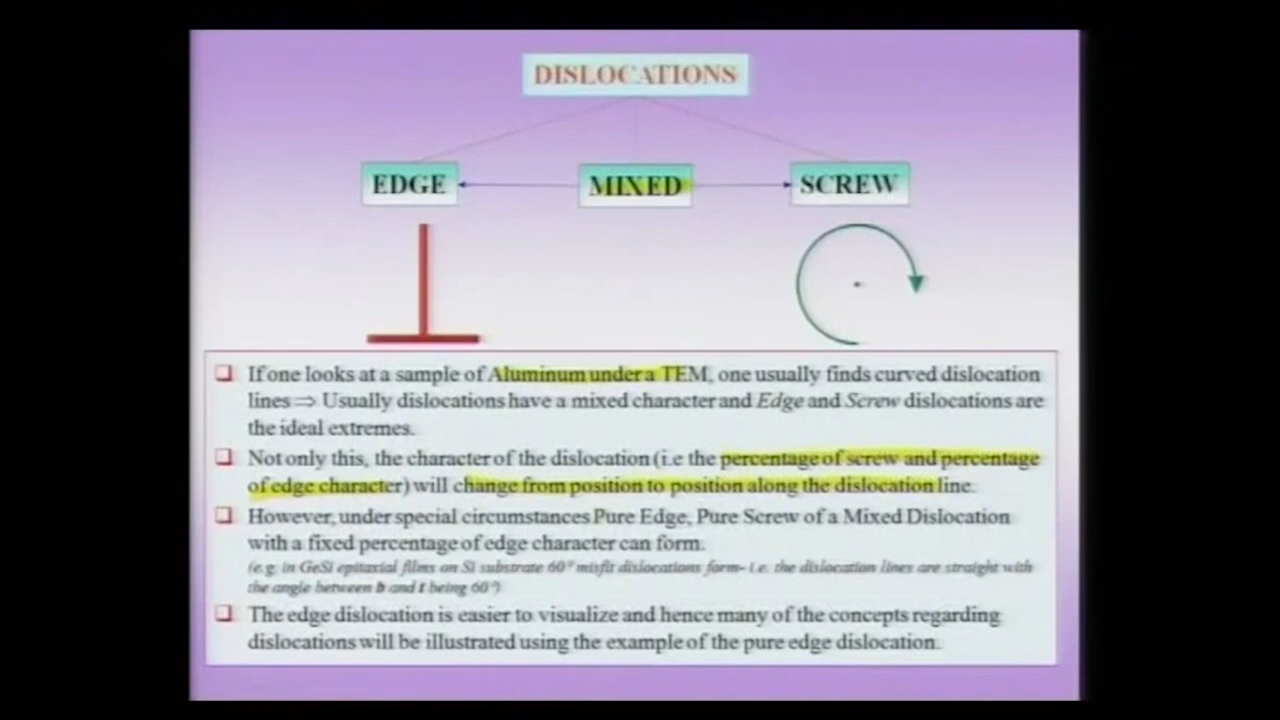 DISLOCATIONS
EDGE MIXED SCREW
If one looks at a sample of Aluminum under a TEM, one usually finds curved dislocation
lines ⇒ Usually dislocations have a mixed character and Edge and Screw dislocations are
the ideal extremes.
Not only this, the character of the dislocation (i.e the percentage of screw and percentage
of edge character) will change from position to position along the dislocation line.
However, under special circumstances Pure Edge, Pure Screw of a Mixed Dislocation
with a fixed percentage of edge character can form.
(e.g. in GeSi epitaxial films on Si substrate 60° misfit dislocations form- i.e. the dislocation lines are straight with
the angle between b and t being 60°)
The edge dislocation is easier to visualize and hence many of the concepts regarding
dislocations will be illustrated using the example of the pure edge dislocation.